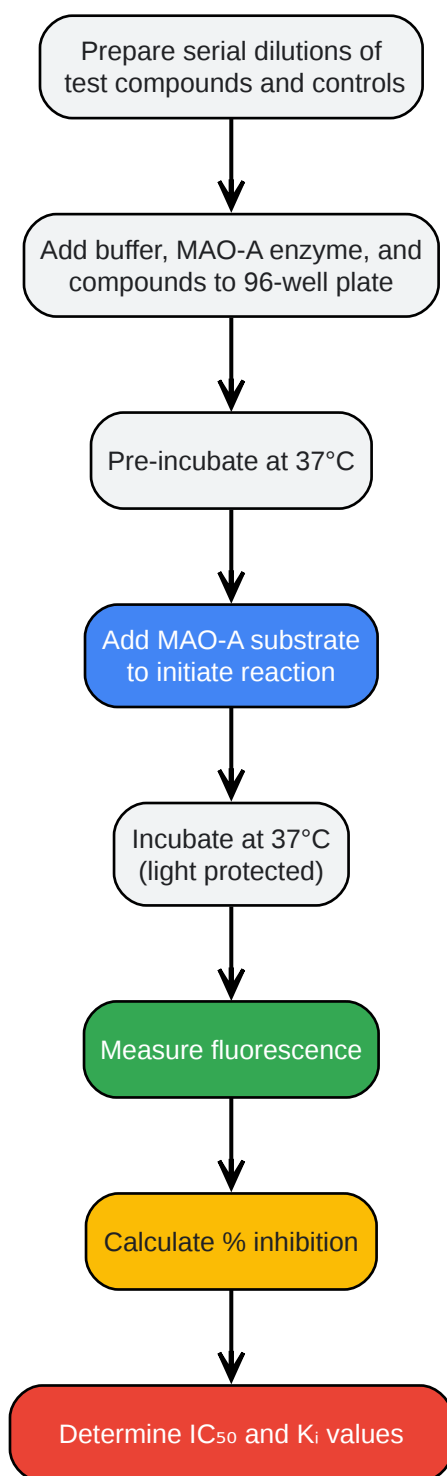 Prepare serial dilutions of
test compounds and controls
Add buffer, MAO-A enzyme, and
compounds to 96-well plate
Pre-incubate at 37°C
Add MAO-A substrate
to initiate reaction
Incubate at 37°C
(light protected)
Measure fluorescence
Calculate % inhibition
Determine IC₅₀ and Kᵢ values